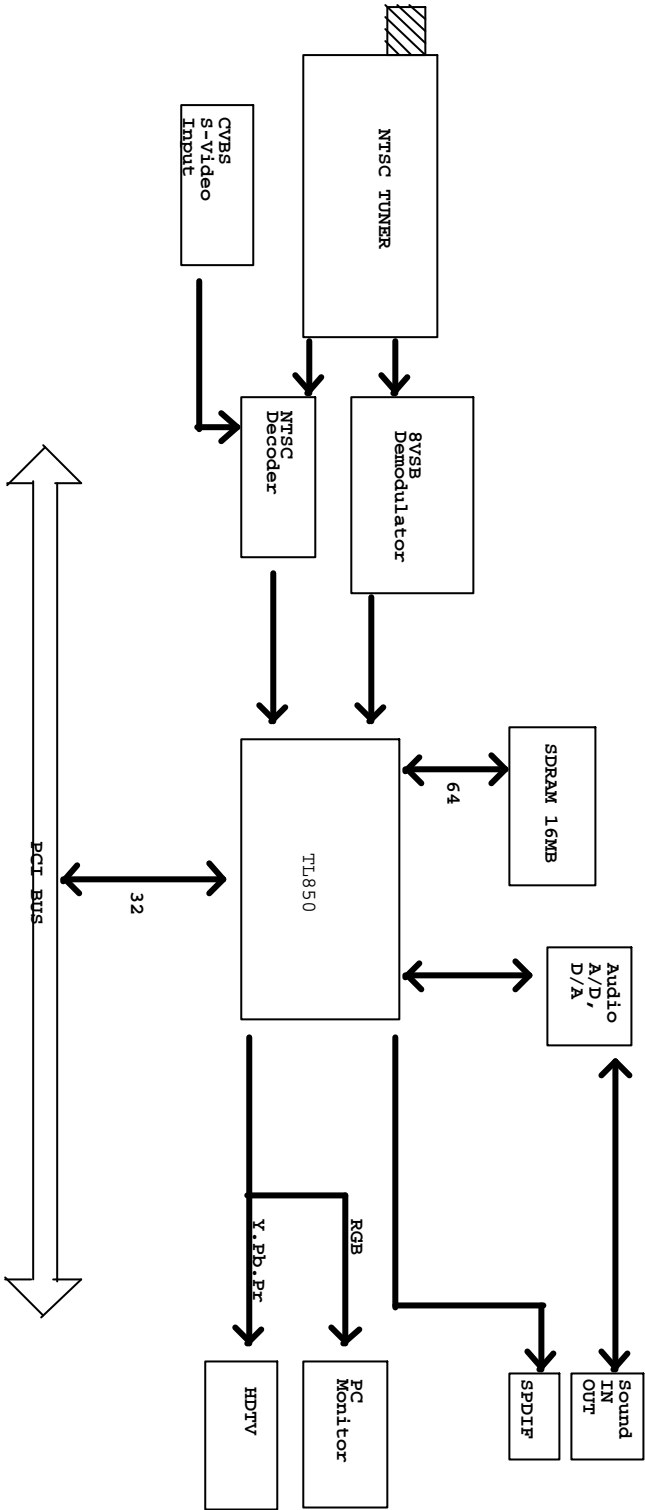 NTSC TUNER
CVBS
S-Video
Input
8VSB
Demodulator
NTSC
Decoder
SDRAM 16MB
64
TL850
32
PCI BUS
Audio
A/D,
D/A
RGB
Y.Pb.Pr
Sound
IN
OUT
SPDIF
PC
Monitor
HDTV